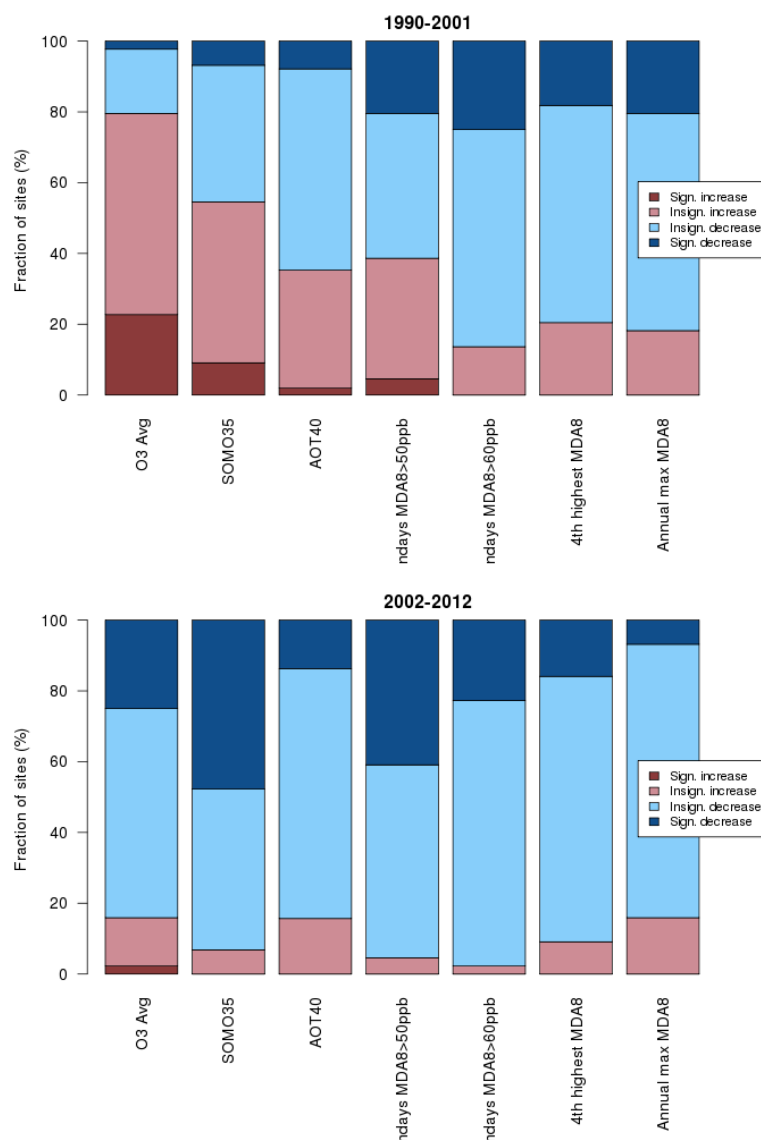 1990-2001
Fraction of sites (%)
100
80
60
40
20
0
Sign. increase
Insign. increase
Insign. decrease
Sign. decrease
O3 Avg
SOMO35
AOT40
ndays MDA8>50ppb
ndays MDA8>60ppb
4th highest MDA8
Annual max MDA8
2002-2012
Fraction of sites (%)
100
80
60
40
20
0
Sign. increase
Insign. increase
Insign. decrease
Sign. decrease
O3 Avg
SOMO35
AOT40
ndays MDA8>50ppb
ndays MDA8>60ppb
4th highest MDA8
Annual max MDA8